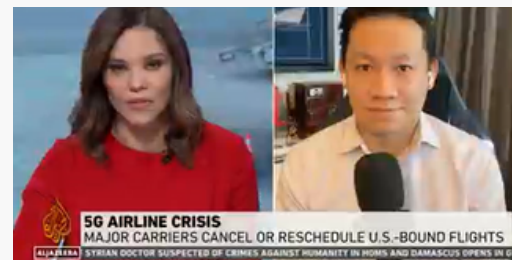 5G AIRLINE CRISIS
MAJOR CARRIERS CANCEL OR RESCHEDULE U.S.-BOUND FLIGHTS
ALJAZEERA SYRIAN DOCTOR SUSPECTED OF CRIMES AGAINST HUMANITY IN HOMS AND DAMASCUS OPENS IN G